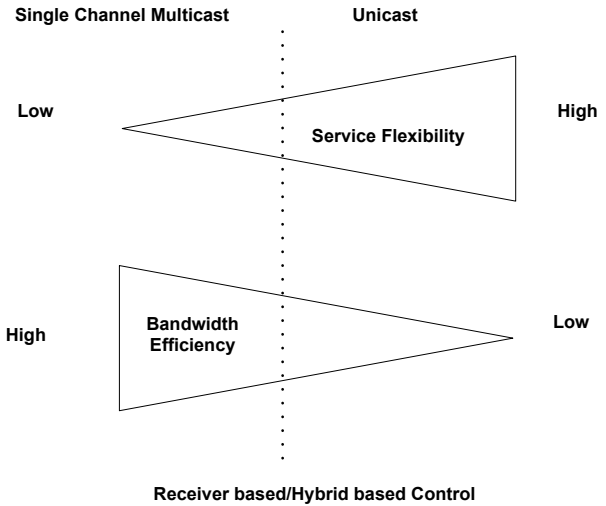 Single Channel Multicast
Unicast
Low
High
Service Flexibility
High
Bandwidth
Efficiency
Low
Receiver based/Hybrid based Control